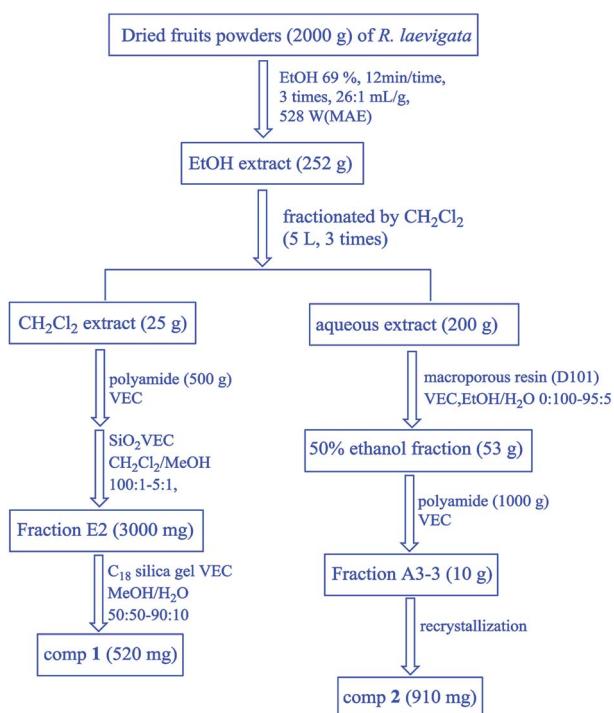 Dried fruits powders (2000 g) of R. laevigata
EtOH 69 %, 12min/time,
3 times, 26:1 mL/g,
528 W(MAE)
EtOH extract (252 g)
fractionated by CH₂Cl₂
(5 L, 3 times)
CH₂Cl₂ extract (25 g)
polyamide (500 g)
VEC
SiO₂VEC
CH₂Cl₂/MeOH
100:1-5:1,
Fraction E2 (3000 mg)
C₁₈ silica gel VEC
MeOH/H₂O
50:50-90:10
comp 1 (520 mg)
aqueous extract (200 g)
macroporous resin (D101)
VEC,EtOH/H₂O 0:100-95:5
50% ethanol fraction (53 g)
polyamide (1000 g)
VEC
Fraction A3-3 (10 g)
recrystallization
comp 2 (910 mg)